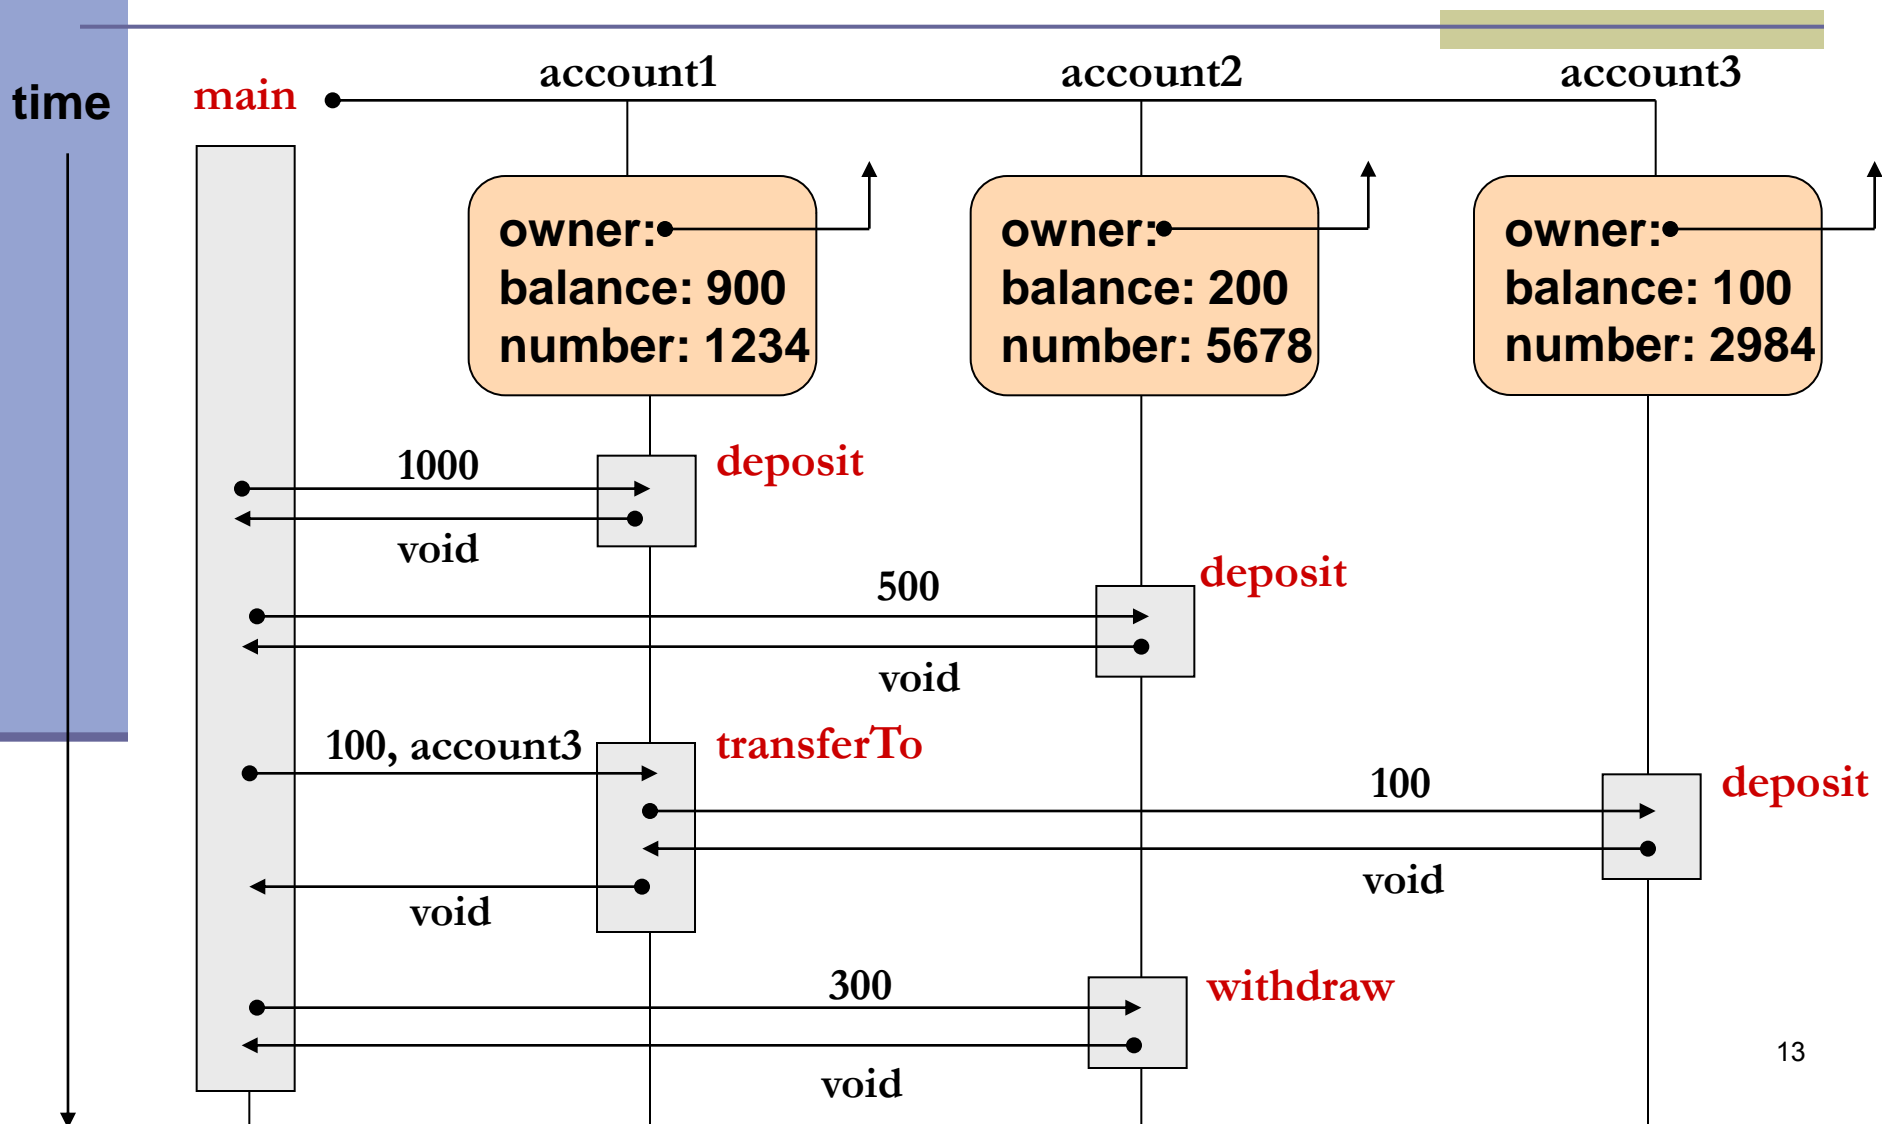 time
main
account1
account2
account3
owner:
balance: 900
number: 1234
owner:
balance: 200
number: 5678
owner:
balance: 100
number: 2984
1000
deposit
void
500
deposit
void
100, account3
transferTo
100
deposit
void
void
300
withdraw
void
13